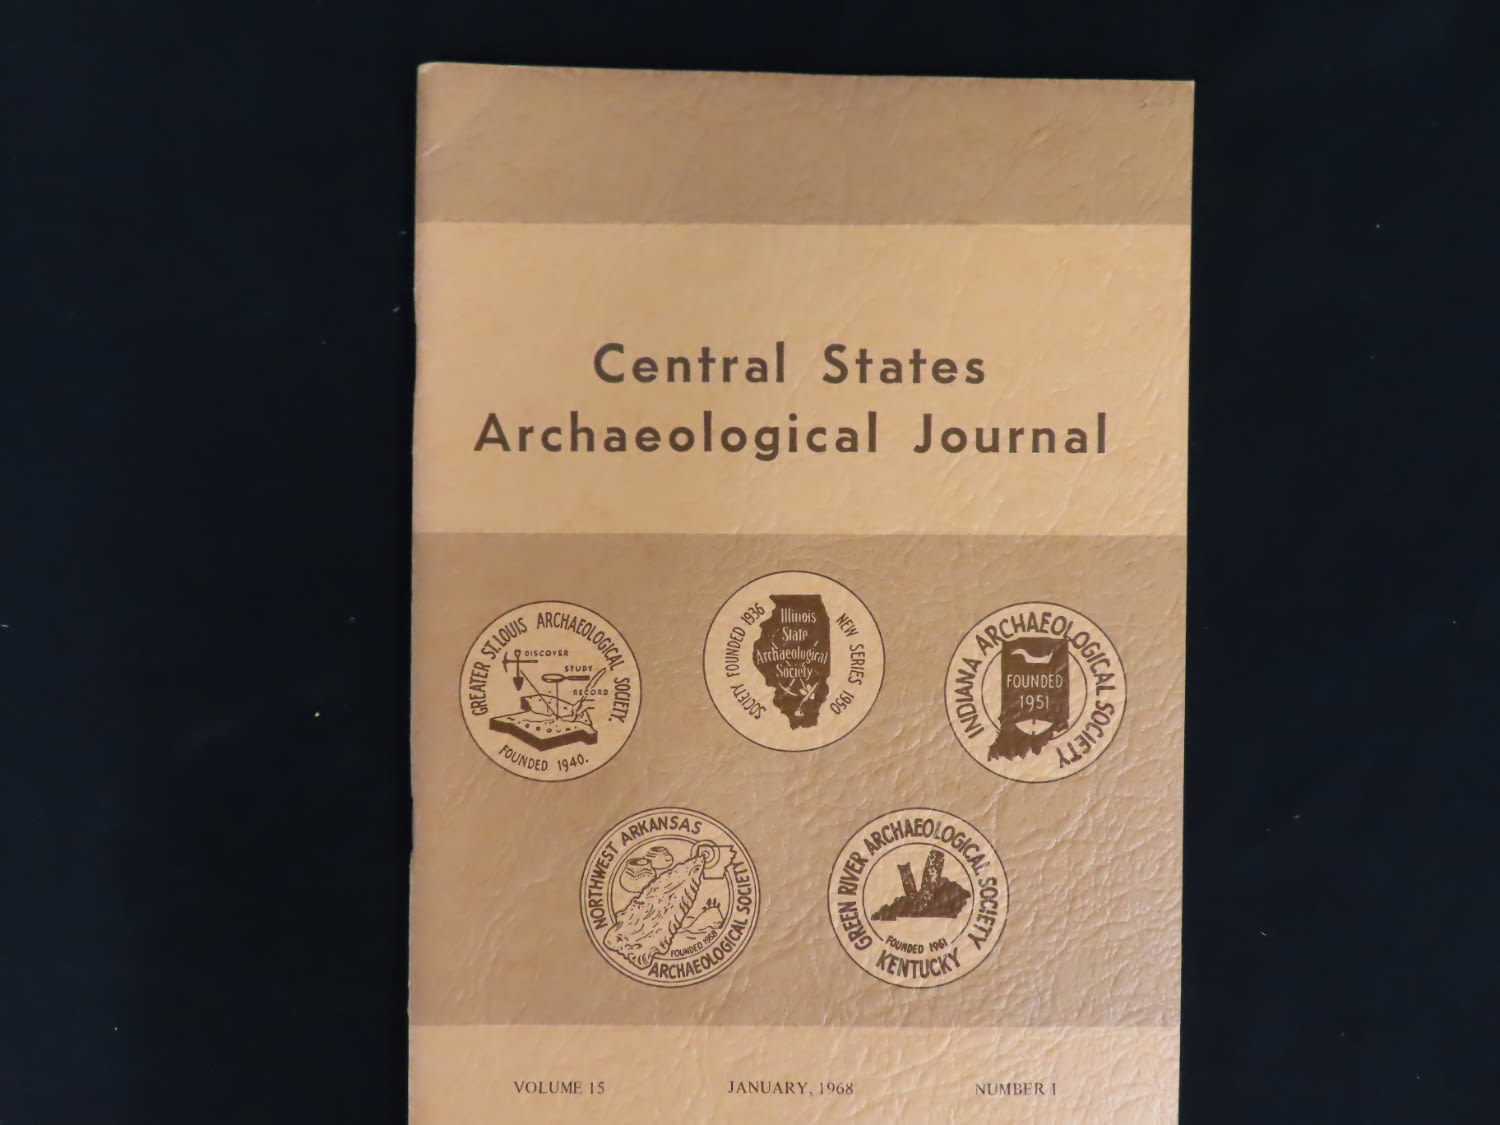 Central States
Archaeological Journal
GREATER ST. LOUIS ARCHAEOLOGICAL SOCIETY.
DISCOVER
STUDY
RECORD
FOUNDED 1940.
SOCIETY FOUNDED 1936
NEW SERIES 1950
Illinois
State
Archaeological
Society
INDIANA ARCHAEOLOGICAL SOCIETY
FOUNDED
1951
NORTHWEST ARKANSAS
ARCHAEOLOGICAL SOCIETY
FOUNDED 1958
GREEN RIVER ARCHAEOLOGICAL SOCIETY
FOUNDED 1961
KENTUCKY
VOLUME 15
JANUARY, 1968
NUMBER 1